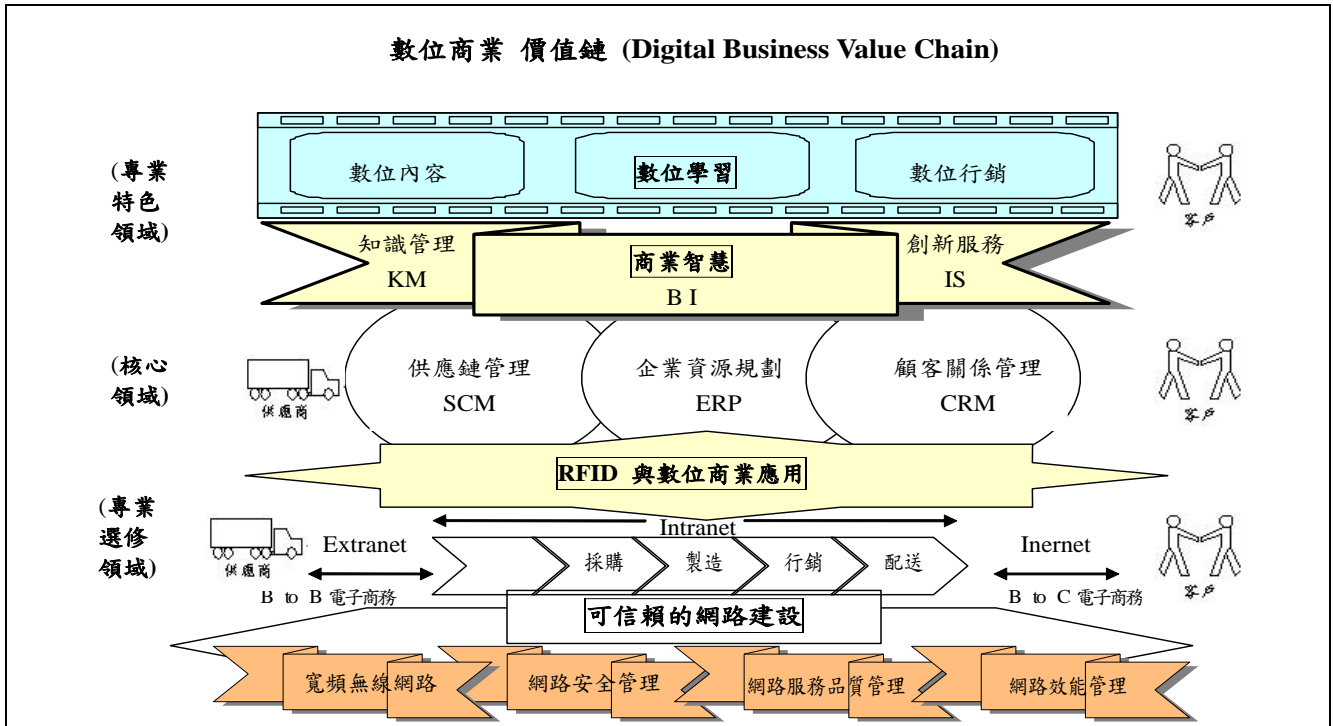 數位商業 價值鏈 (Digital Business Value Chain)
(專業
特色
領域)
數位內容
數位學習
數位行銷
客戶
知識管理
KM
商業智慧
B I
創新服務
IS
(核心
領域)
供應商
供應鏈管理
SCM
企業資源規劃
ERP
顧客關係管理
CRM
客戶
RFID 與數位商業應用
(專業
選修
領域)
供應商
Extranet
B to B 電子商務
Intranet
採購
製造
行銷
配送
Inernet
B to C 電子商務
客戶
可信賴的網路建設
寬頻無線網路
網路安全管理
網路服務品質管理
網路效能管理